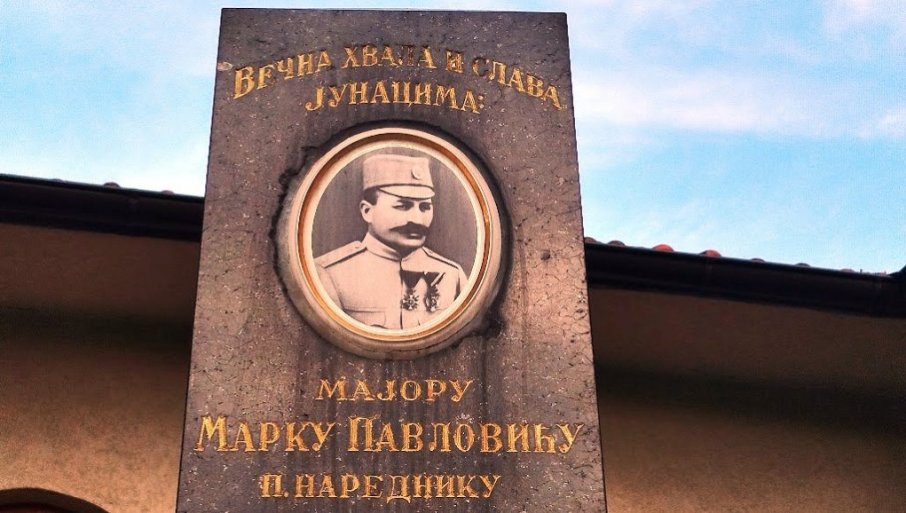 ВЕЧНА ХВАЛА И СЛАВА
ЈУНАЦИМА:
МАЈОРУ
МАРКУ ПАВЛОВИЋУ
П. НАРЕДНИКУ